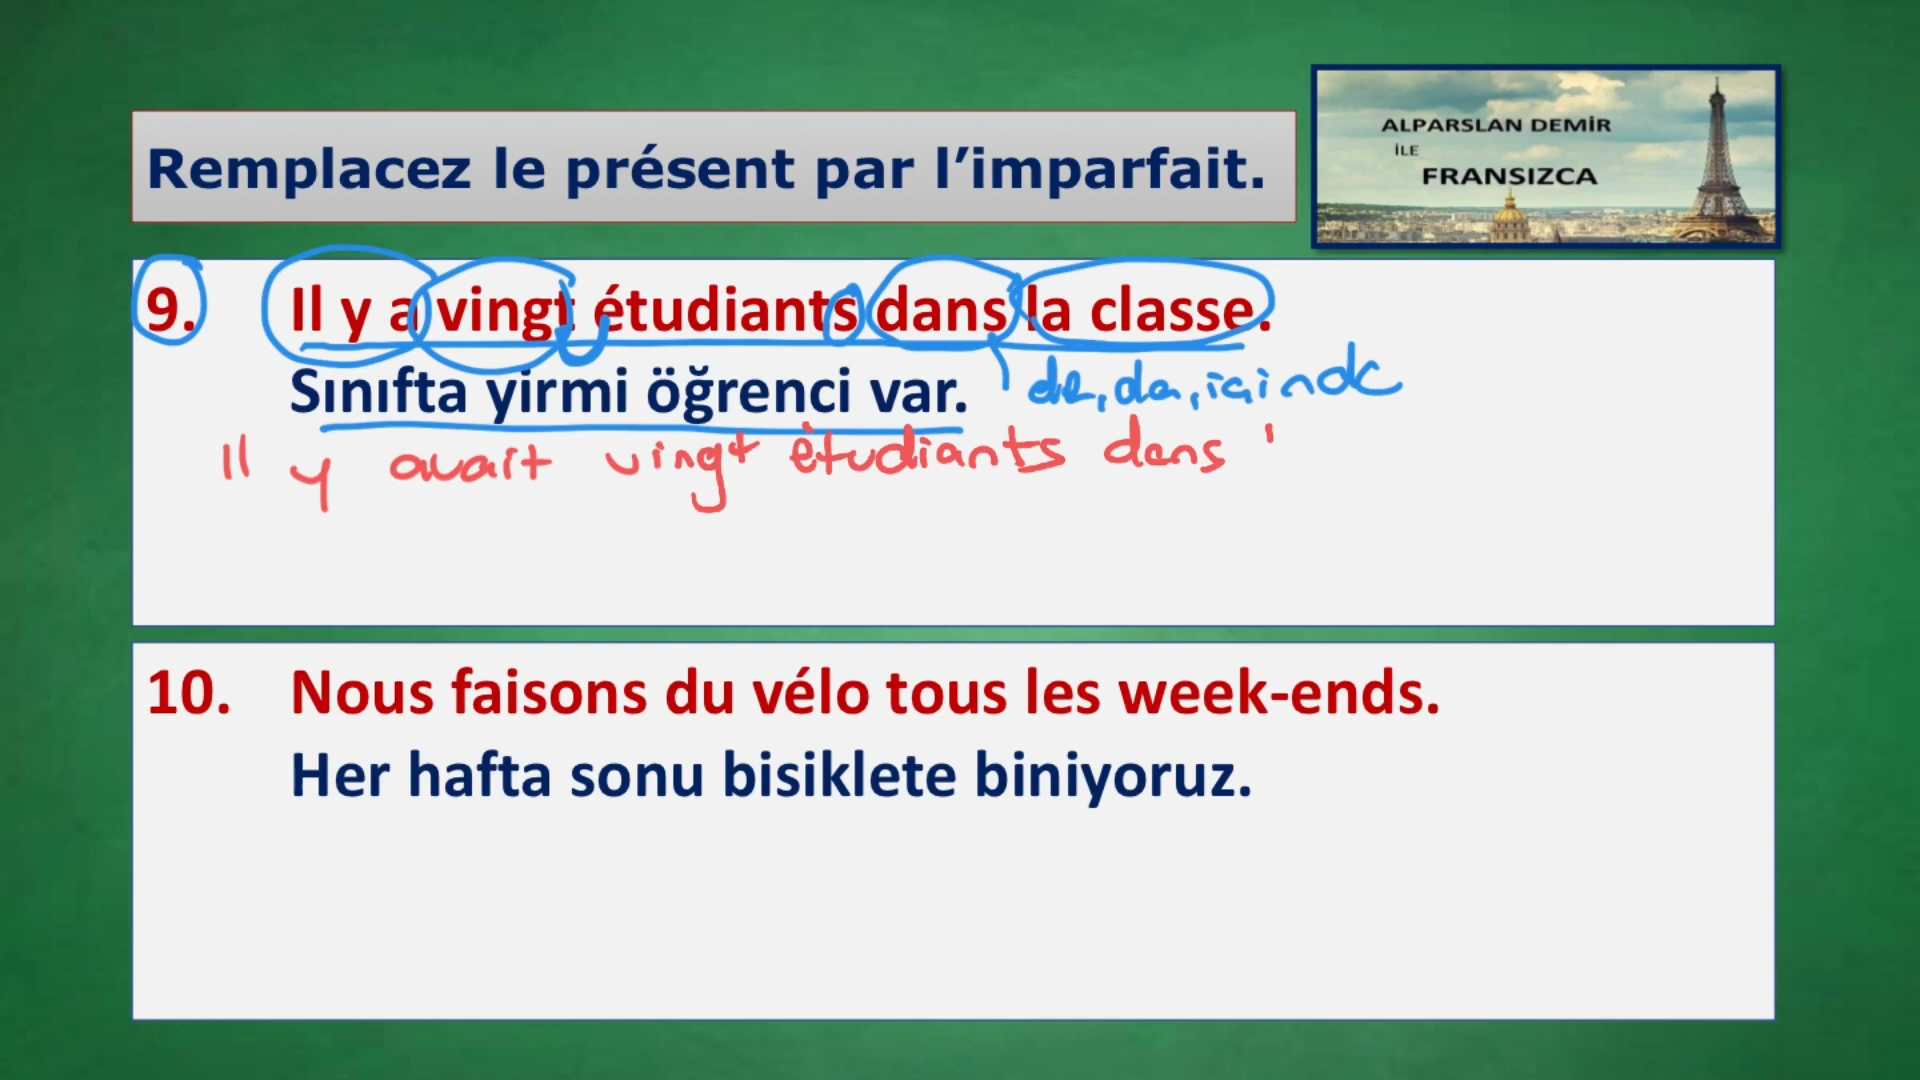 Remplacez le présent par l'imparfait.
ALPARSLAN DEMİR
İLE
FRANSIZCA
9. Il y a vingt étudiants dans la classe.
Sınıfta yirmi öğrenci var.
de, da, içinde
Il y avait vingt étudiants dans
10. Nous faisons du vélo tous les week-ends.
Her hafta sonu bisiklete biniyoruz.